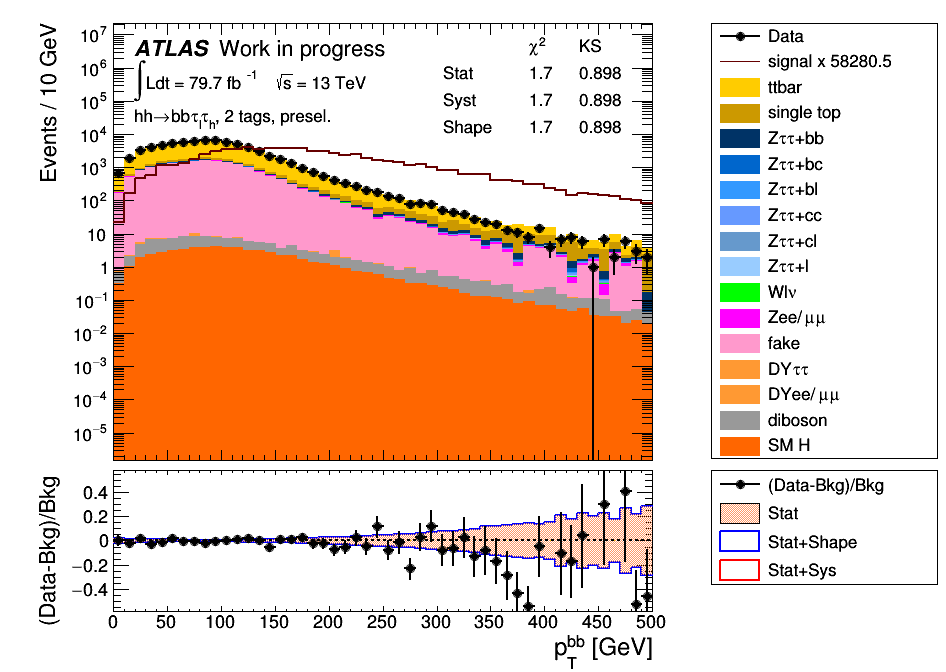 ATLAS Work in progress
∫Ldt = 79.7 fb⁻¹ √s = 13 TeV
hh→bbτₗτₕ, 2 tags, presel.
χ² KS
Stat 1.7 0.898
Syst 1.7 0.898
Shape 1.7 0.898
Events / 10 GeV
10⁷
10⁶
10⁵
10⁴
10³
10²
10
1
10⁻¹
10⁻²
10⁻³
10⁻⁴
10⁻⁵
Data
signal x 58280.5
ttbar
single top
Zττ+bb
Zττ+bc
Zττ+bl
Zττ+cc
Zττ+cl
Zττ+l
Wlν
Zee/μμ
fake
DYττ
DYee/μμ
diboson
SM H
(Data-Bkg)/Bkg
0.4
0.2
0
−0.2
−0.4
0 50 100 150 200 250 300 350 400 450 500
p_T^bb [GeV]
(Data-Bkg)/Bkg
Stat
Stat+Shape
Stat+Sys